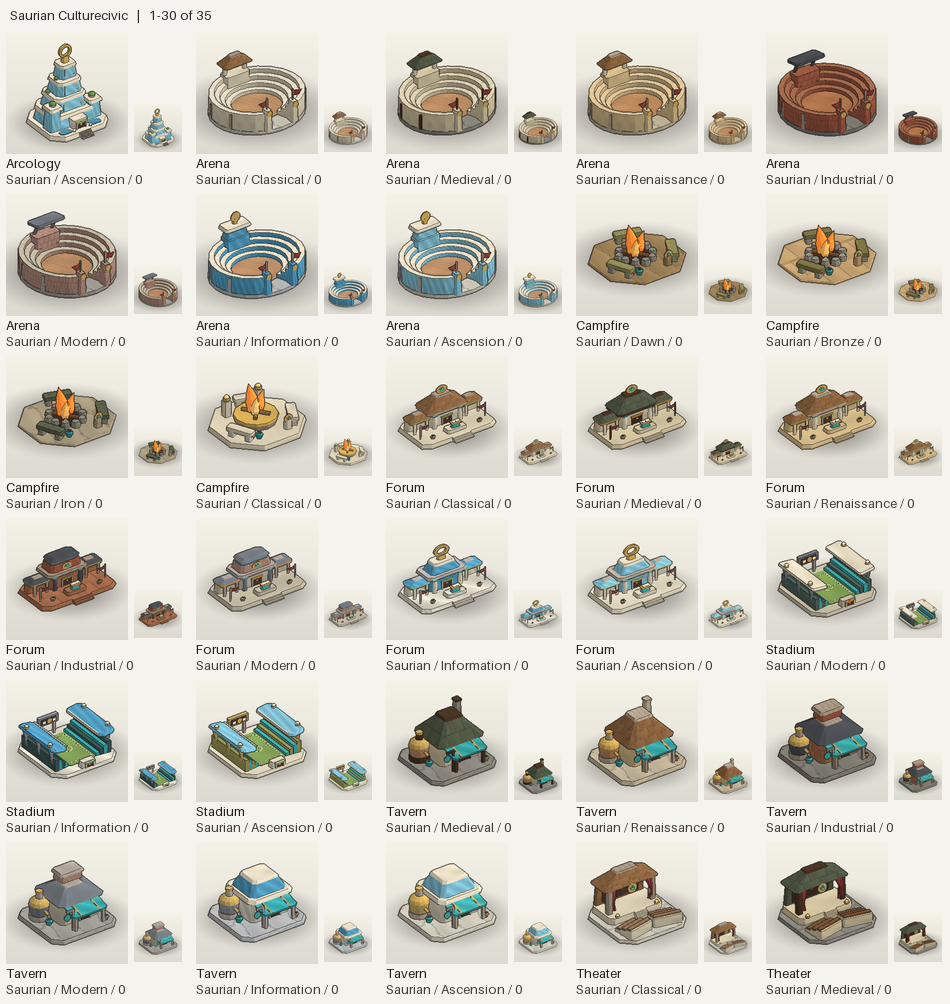 Saurian Culturecivic | 1-30 of 35
Arcology
Saurian / Ascension / 0
Arena
Saurian / Classical / 0
Arena
Saurian / Medieval / 0
Arena
Saurian / Renaissance / 0
Arena
Saurian / Industrial / 0
Arena
Saurian / Modern / 0
Arena
Saurian / Information / 0
Arena
Saurian / Ascension / 0
Campfire
Saurian / Dawn / 0
Campfire
Saurian / Bronze / 0
Campfire
Saurian / Iron / 0
Campfire
Saurian / Classical / 0
Forum
Saurian / Classical / 0
Forum
Saurian / Medieval / 0
Forum
Saurian / Renaissance / 0
Forum
Saurian / Industrial / 0
Forum
Saurian / Modern / 0
Forum
Saurian / Information / 0
Forum
Saurian / Ascension / 0
Stadium
Saurian / Modern / 0
Stadium
Saurian / Information / 0
Stadium
Saurian / Ascension / 0
Tavern
Saurian / Medieval / 0
Tavern
Saurian / Renaissance / 0
Tavern
Saurian / Industrial / 0
Tavern
Saurian / Modern / 0
Tavern
Saurian / Information / 0
Tavern
Saurian / Ascension / 0
Theater
Saurian / Classical / 0
Theater
Saurian / Medieval / 0